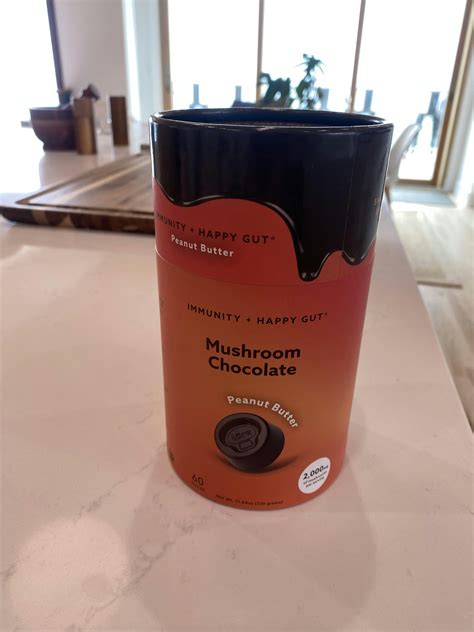 IMMUNITY + HAPPY GUT*
Peanut Butter
IMMUNITY + HAPPY GUT*
Mushroom
Chocolate
Peanut Butter
60
2,000mg